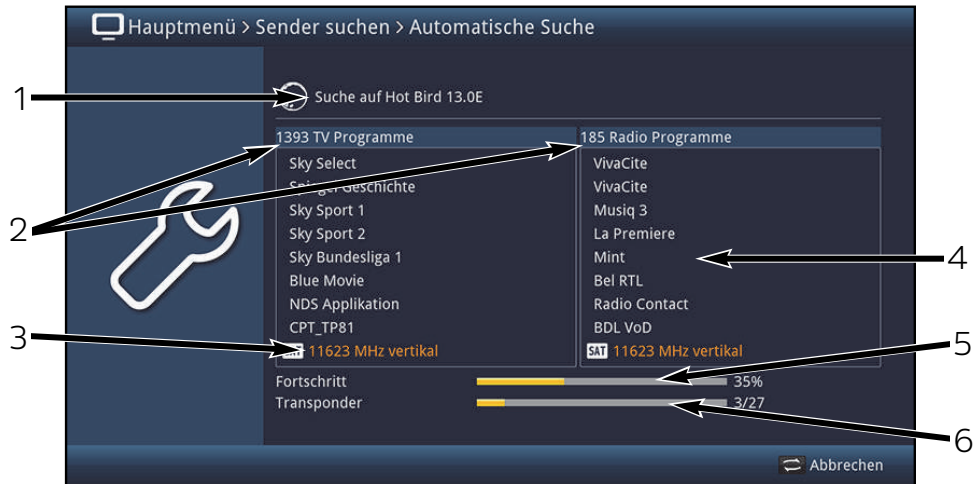 Hauptmenü > Sender suchen > Automatische Suche
1
Suche auf Hot Bird 13.0E
1393 TV Programme
185 Radio Programme
2
Sky Select
Spiegel Geschichte
Sky Sport 1
Sky Sport 2
Sky Bundesliga 1
Blue Movie
NDS Applikation
CPT_TP81
SAT 11623 MHz vertikal
VivaCite
VivaCite
Musiq 3
La Premiere
Mint
Bel RTL
Radio Contact
BDL VoD
SAT 11623 MHz vertikal
3
4
5
Fortschritt 35%
Transponder 3/27
6
Abbrechen